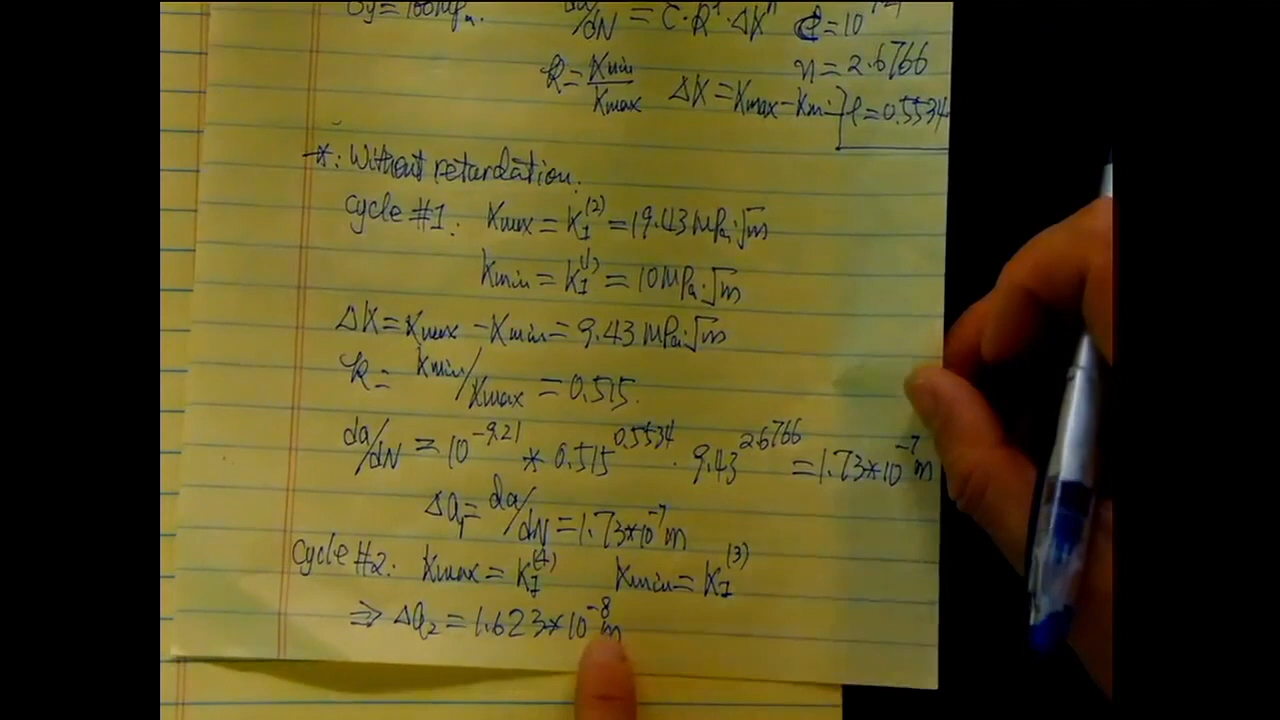 σy = 100MPa. da/dN = C·R^l·ΔK^n C=10
n = 2.6766
R = Kmin/Kmax ΔK = Kmax - Kmin l = 0.5534
*: Without retardation.
Cycle #1: Kmax = K_I^(2) = 19.43 MPa·√m
Kmin = K_I^(1) = 10 MPa·√m
ΔK = Kmax - Kmin = 9.43 MPa·√m
R = Kmin/Kmax = 0.515.
da/dN = 10^-9.21 * 0.515^0.5534 · 9.43^2.6766 = 1.73*10^-7 m
Δa1 = da/dN = 1.73*10^-7 m
Cycle #2: Kmax = K_I^(4) Kmin = K_I^(3)
⇒ Δa2 = 1.623*10^-8 m